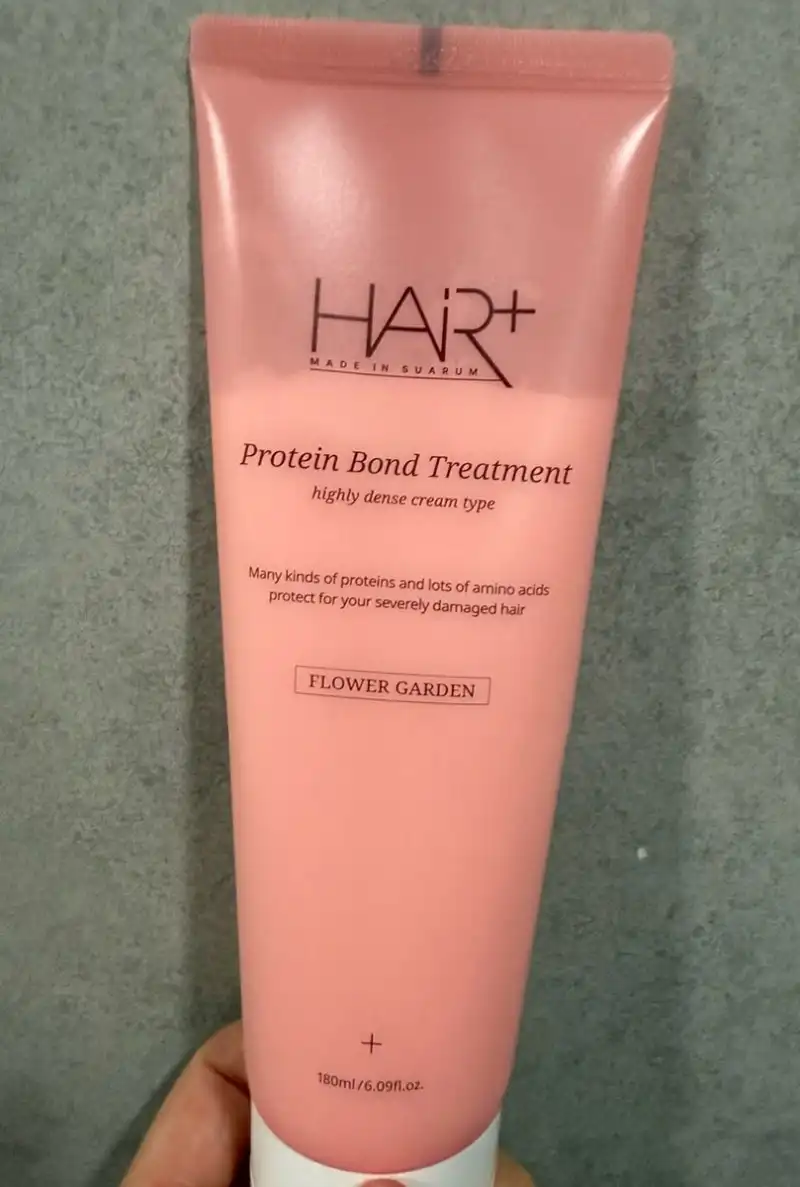 HAiR+
MADE IN SUARUM
Protein Bond Treatment
highly dense cream type
Many kinds of proteins and lots of amino acids
protect for your severely damaged hair
FLOWER GARDEN
+
180ml/6.09fl.oz.